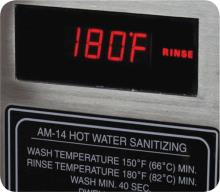 180°F RINSE
AM-14 HOT WATER SANITIZING
WASH TEMPERATURE 150°F (66°C) MIN.
RINSE TEMPERATURE 180°F (82°C) MIN.
WASH MIN. 40 SEC.